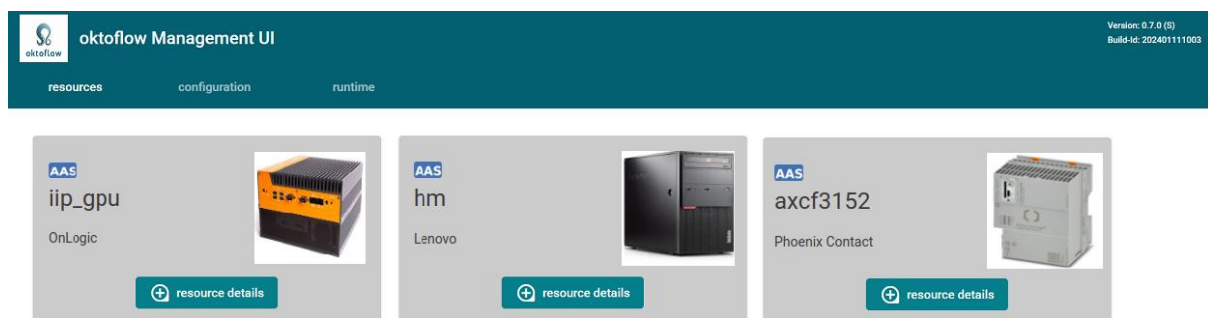 oktoflow
oktoflow Management UI
Version: 0.7.0 (S)
Build-Id: 202401111003
resources configuration runtime
AAS
iip_gpu
OnLogic
resource details
AAS
hm
Lenovo
resource details
AAS
axcf3152
Phoenix Contact
resource details